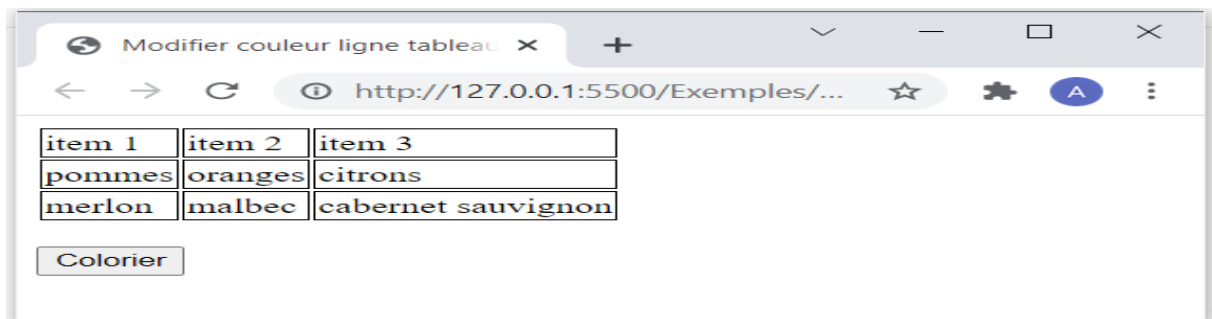 Modifier couleur ligne tableau
http://127.0.0.1:5500/Exemples/...
A
item 1 item 2 item 3
pommes oranges citrons
merlon malbec cabernet sauvignon
Colorier